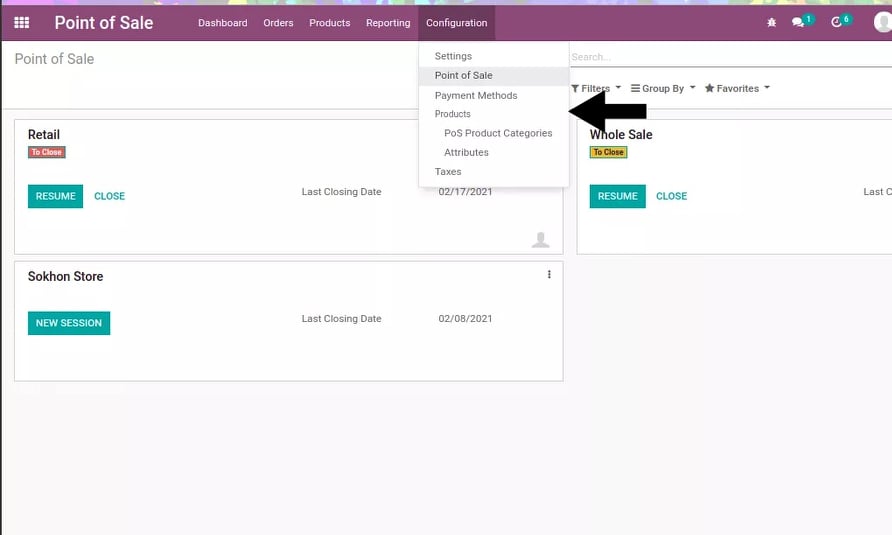 Point of Sale
Dashboard
Orders
Products
Reporting
Configuration
1
6
Point of Sale
Settings
Point of Sale
Payment Methods
Products
PoS Product Categories
Attributes
Taxes
Search...
Filters
Group By
Favorites
Retail
To Close
RESUME
CLOSE
Last Closing Date
02/17/2021
Whole Sale
To Close
RESUME
CLOSE
Last C
Sokhon Store
NEW SESSION
Last Closing Date
02/08/2021